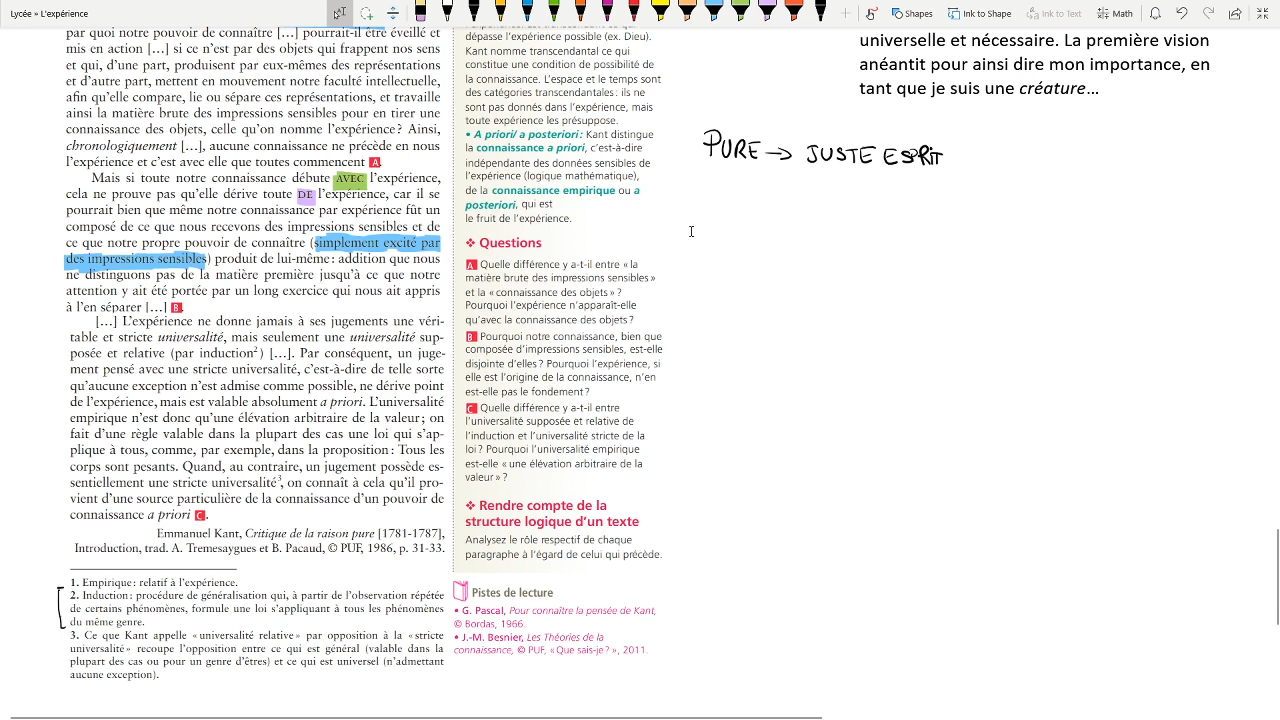 Lycée » L'expérience
Shapes
Ink to Shape
Ink to Text
Math
par quoi notre pouvoir de connaître […] pourrait-il être éveillé et
mis en action […] si ce n'est par des objets qui frappent nos sens
et qui, d'une part, produisent par eux-mêmes des représentations
et d'autre part, mettent en mouvement notre faculté intellectuelle,
afin qu'elle compare, lie ou sépare ces représentations, et travaille
ainsi la matière brute des impressions sensibles pour en tirer une
connaissance des objets, celle qu'on nomme l'expérience ? Ainsi,
chronologiquement […], aucune connaissance ne précède en nous
l'expérience et c'est avec elle que toutes commencent A.
Mais si toute notre connaissance débute AVEC l'expérience,
cela ne prouve pas qu'elle dérive toute DE l'expérience, car il se
pourrait bien que même notre connaissance par expérience fût un
composé de ce que nous recevons des impressions sensibles et de
ce que notre propre pouvoir de connaître (simplement excité par
des impressions sensibles) produit de lui-même : addition que nous
ne distinguons pas de la matière première jusqu'à ce que notre
attention y ait été portée par un long exercice qui nous ait appris
à l'en séparer […] B.
[…] L'expérience ne donne jamais à ses jugements une véri-
table et stricte universalité, mais seulement une universalité sup-
posée et relative (par induction²) […]. Par conséquent, un juge-
ment pensé avec une stricte universalité, c'est-à-dire de telle sorte
qu'aucune exception n'est admise comme possible, ne dérive point
de l'expérience, mais est valable absolument a priori. L'universalité
empirique n'est donc qu'une élévation arbitraire de la valeur ; on
fait d'une règle valable dans la plupart des cas une loi qui s'ap-
plique à tous, comme, par exemple, dans la proposition : Tous les
corps sont pesants. Quand, au contraire, un jugement possède es-
sentiellement une stricte universalité³, on connaît à cela qu'il pro-
vient d'une source particulière de la connaissance d'un pouvoir de
connaissance a priori C.
Emmanuel Kant, Critique de la raison pure [1781-1787],
Introduction, trad. A. Tremesaygues et B. Pacaud, © PUF, 1986, p. 31-33.
1. Empirique : relatif à l'expérience.
2. Induction : procédure de généralisation qui, à partir de l'observation répétée
de certains phénomènes, formule une loi s'appliquant à tous les phénomènes
du même genre.
3. Ce que Kant appelle « universalité relative » par opposition à la « stricte
universalité » recoupe l'opposition entre ce qui est général (valable dans la
plupart des cas ou pour un genre d'êtres) et ce qui est universel (n'admettant
aucune exception).
dépasse l'expérience possible (ex. Dieu).
Kant nomme transcendantal ce qui
constitue une condition de possibilité de
la connaissance. L'espace et le temps sont
des catégories transcendantales : ils ne
sont pas donnés dans l'expérience, mais
toute expérience les présuppose.
• A priori/ a posteriori : Kant distingue
la connaissance a priori, c'est-à-dire
indépendante des données sensibles de
l'expérience (logique mathématique),
de la connaissance empirique ou a
posteriori, qui est
le fruit de l'expérience.
❖ Questions
A Quelle différence y a-t-il entre « la
matière brute des impressions sensibles »
et la « connaissance des objets » ?
Pourquoi l'expérience n'apparaît-elle
qu'avec la connaissance des objets ?
B Pourquoi notre connaissance, bien que
composée d'impressions sensibles, est-elle
disjointe d'elles ? Pourquoi l'expérience, si
elle est l'origine de la connaissance, n'en
est-elle pas le fondement ?
C Quelle différence y a-t-il entre
l'universalité supposée et relative de
l'induction et l'universalité stricte de la
loi ? Pourquoi l'universalité empirique
est-elle « une élévation arbitraire de la
valeur » ?
❖ Rendre compte de la
structure logique d'un texte
Analysez le rôle respectif de chaque
paragraphe à l'égard de celui qui précède.
Pistes de lecture
• G. Pascal, Pour connaître la pensée de Kant,
© Bordas, 1966.
• J.-M. Besnier, Les Théories de la
connaissance, © PUF, « Que sais-je ? », 2011.
universelle et nécessaire. La première vision
anéantit pour ainsi dire mon importance, en
tant que je suis une créature…
PURE → JUSTE ESPRIT